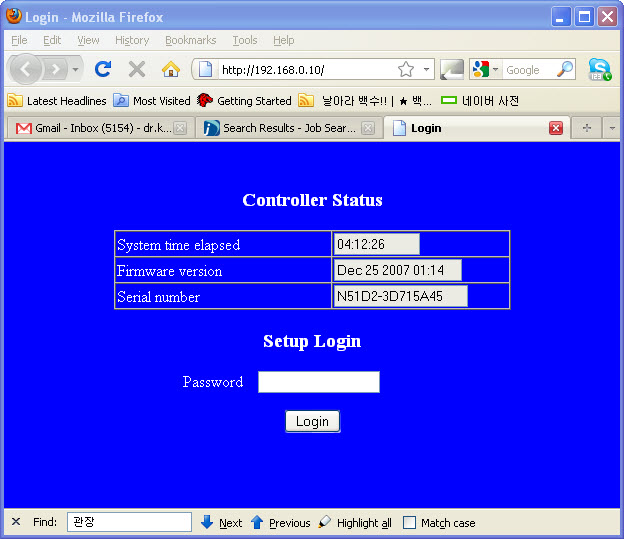 Login - Mozilla Firefox
File Edit View History Bookmarks Tools Help
http://192.168.0.10/ Google 123
Latest Headlines Most Visited Getting Started 날아라 백수!! | ★ 백... 네이버 사전
Gmail - Inbox (5154) - dr.k... Search Results - Job Sear... Login
Controller Status
System time elapsed 04:12:26
Firmware version Dec 25 2007 01:14
Serial number N51D2-3D715A45
Setup Login
Password
Login
Find: 관장 Next Previous Highlight all Match case